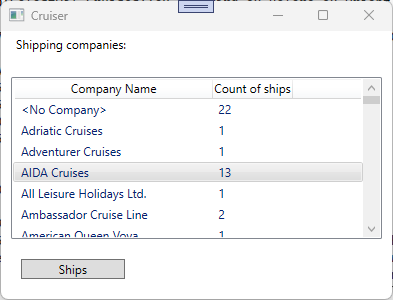 Cruiser
Shipping companies:
Company Name Count of ships
<No Company> 22
Adriatic Cruises 1
Adventurer Cruises 1
AIDA Cruises 13
All Leisure Holidays Ltd. 1
Ambassador Cruise Line 2
American Queen Voya 1
Ships